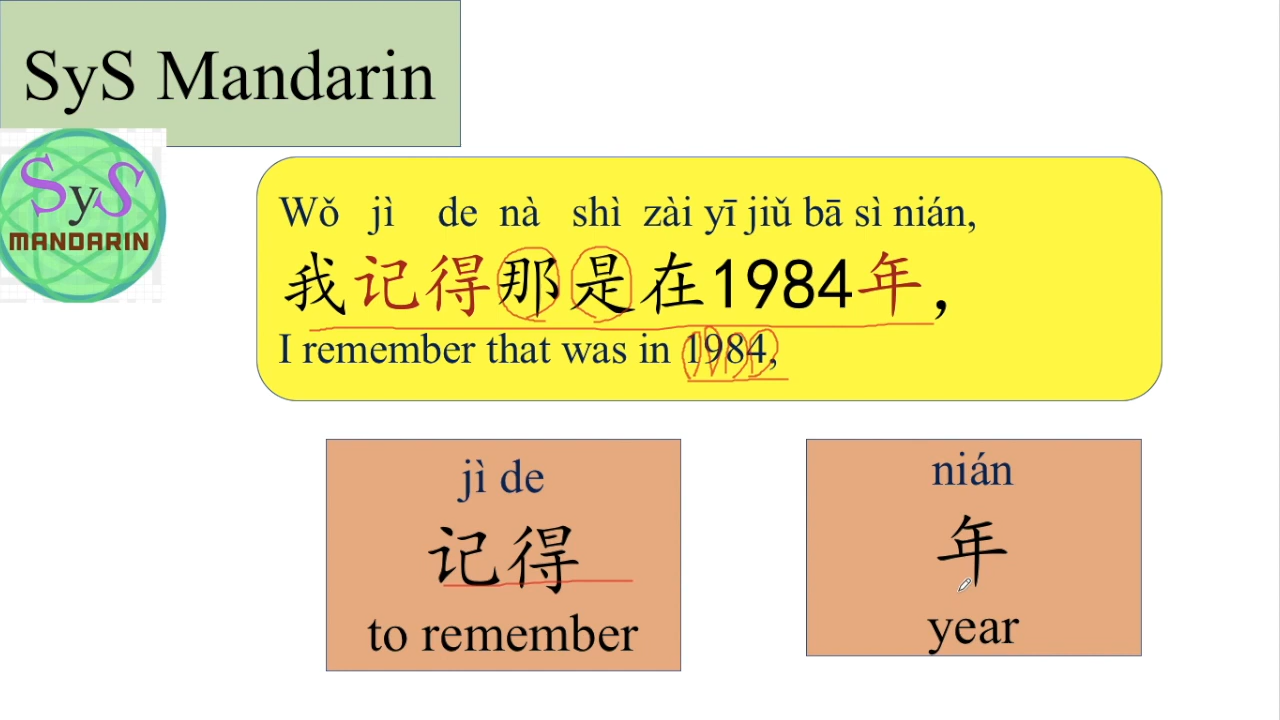 SyS Mandarin
SyS
MANDARIN
Wǒ jì de nà shì zài yī jiǔ bā sì nián,
我记得那是在1984年，
I remember that was in 1984,
jì de
记得
to remember
nián
年
year